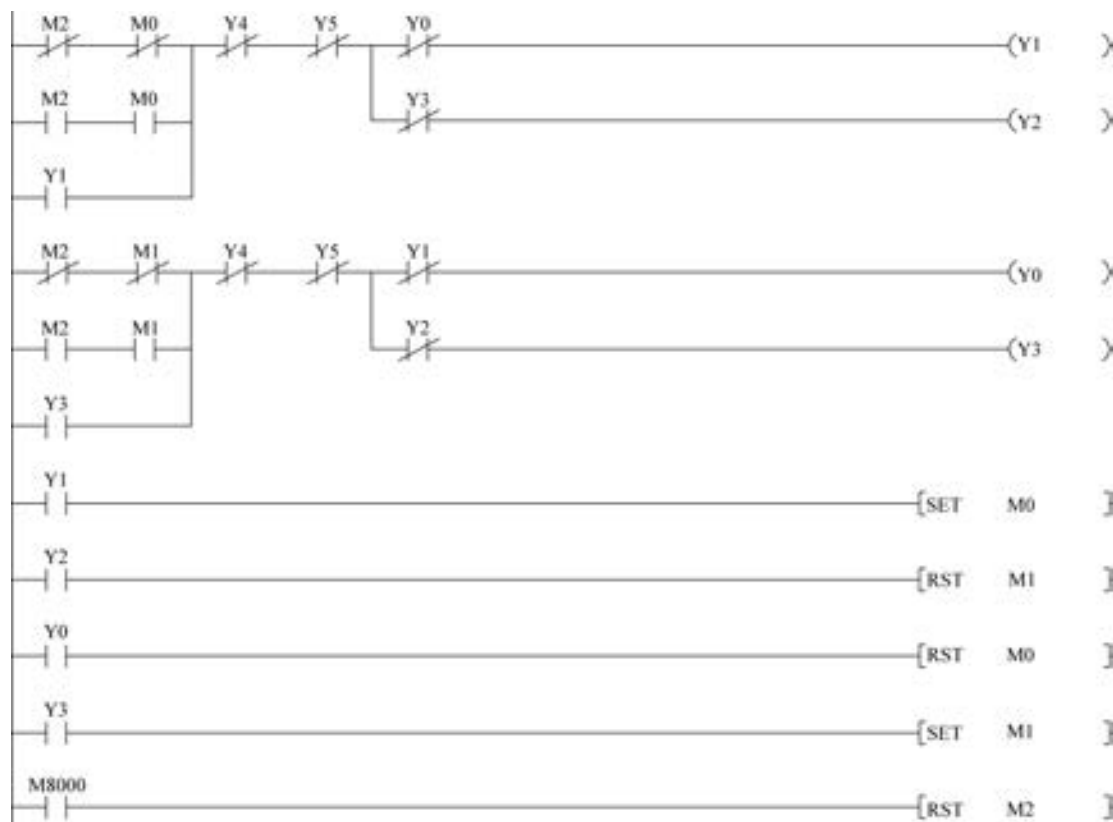 M2 M0 Y4 Y5 Y0
(Y1 )
M2 M0 Y3
(Y2 )
Y1
M2 M1 Y4 Y5 Y1
(Y0 )
M2 M1 Y2
(Y3 )
Y3
Y1
[SET M0 ]
Y2
[RST M1 ]
Y0
[RST M0 ]
Y3
[SET M1 ]
M8000
[RST M2 ]